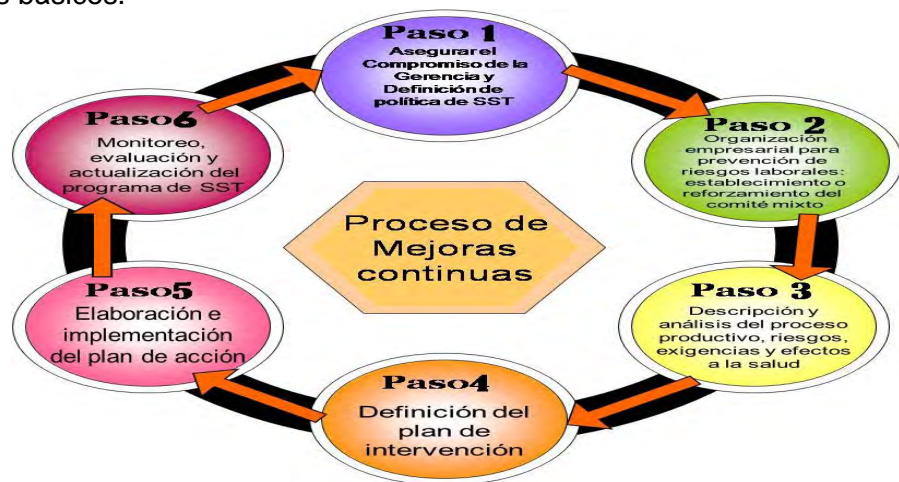 s básicos.
Paso 1
Asegurar el
Compromiso de la
Gerencia y
Definición de
política de SST
Paso 2
Organización
empresarial para
prevención de
riesgos laborales:
establecimiento o
reforzamiento del
comité mixto
Paso 3
Descripción y
análisis del proceso
productivo, riesgos,
exigencias y efectos
a la salud
Paso4
Definición del
plan de
intervención
Paso5
Elaboración e
implementación
del plan de acción
Paso6
Monitoreo,
evaluación y
actualización del
programa de SST
Proceso de
Mejoras
continuas